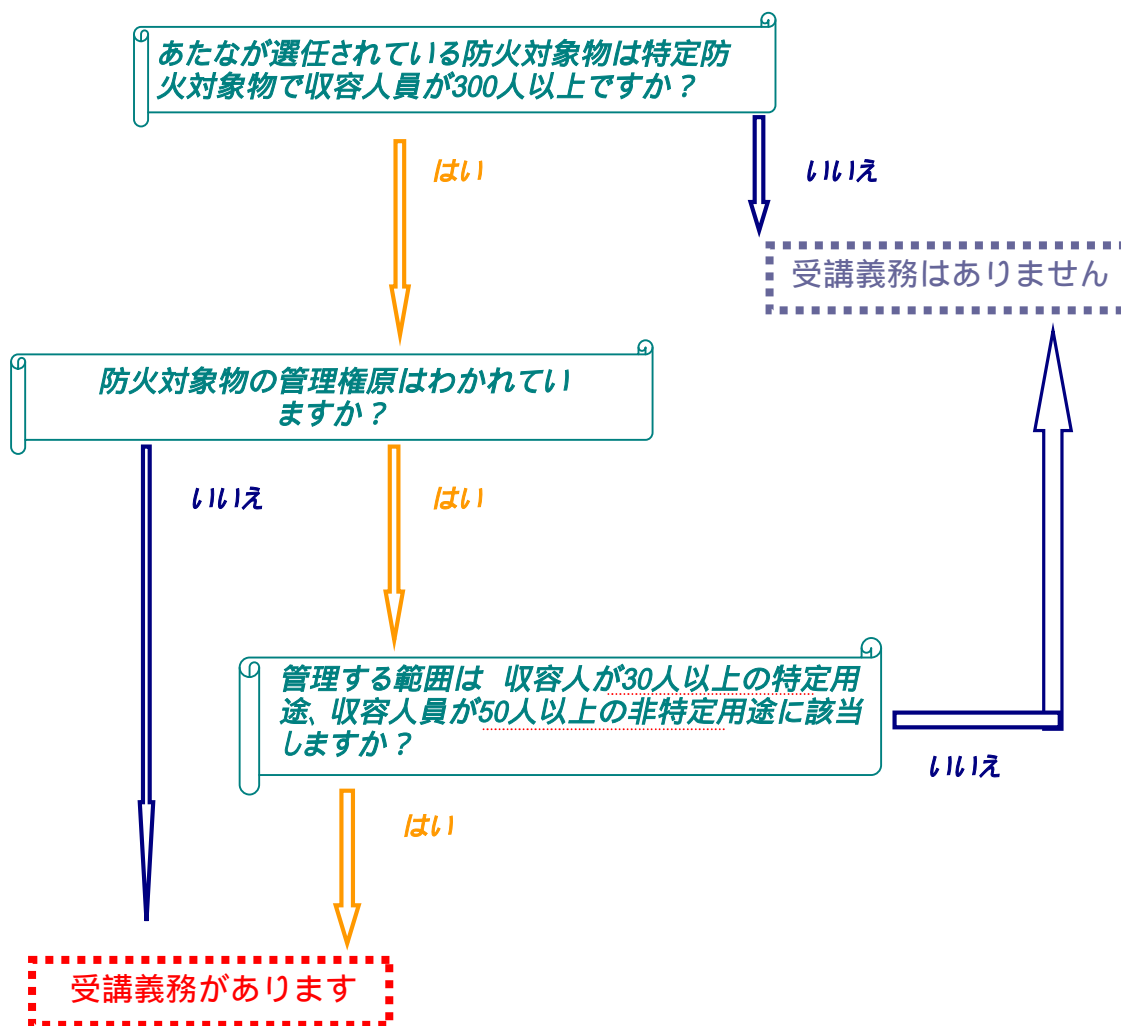 あたなが選任されている防火対象物は特定防
火対象物で収容人員が300人以上ですか？
はい
いいえ
受講義務はありません
防火対象物の管理権原はわかれてい
ますか？
いいえ
はい
管理する範囲は　収容人が30人以上の特定用
途、収容人員が50人以上の非特定用途に該当
しますか？
いいえ
はい
受講義務があります